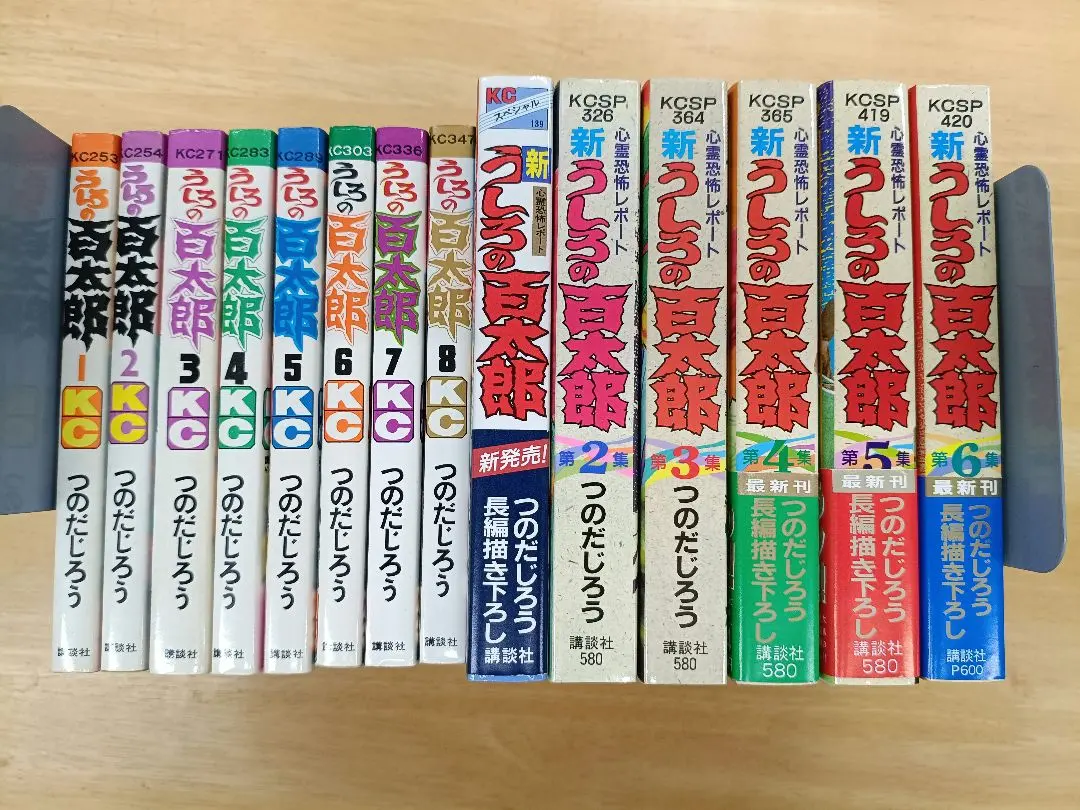 KC253
うしろの
百太郎
1
KC
つのだじろう
講談社
KC254
うしろの
百太郎
2
KC
つのだじろう
講談社
KC271
うしろの
百太郎
3
KC
つのだじろう
講談社
KC283
うしろの
百太郎
4
KC
つのだじろう
講談社
KC289
うしろの
百太郎
5
KC
つのだじろう
講談社
KC303
うしろの
百太郎
6
KC
つのだじろう
講談社
KC336
うしろの
百太郎
7
KC
つのだじろう
講談社
KC347
うしろの
百太郎
8
KC
つのだじろう
講談社
KC
スペシャル
139
新
心霊恐怖レポート
うしろの
百太郎
新発売!
つのだじろう
長編描き下ろし
講談社
KCSP
326
心霊恐怖レポート
新
うしろの
百太郎
第2集
つのだじろう
講談社
580
KCSP
364
心霊恐怖レポート
新
うしろの
百太郎
第3集
つのだじろう
講談社
580
KCSP
365
心霊恐怖レポート
新
うしろの
百太郎
第4集
最新刊
つのだじろう
長編描き下ろし
講談社
580
KCSP
419
心霊恐怖レポート
新
うしろの
百太郎
第5集
最新刊
つのだじろう
長編描き下ろし
講談社
580
KCSP
420
心霊恐怖レポート
新
うしろの
百太郎
第6集
最新刊
つのだじろう
長編描き下ろし
講談社
P600